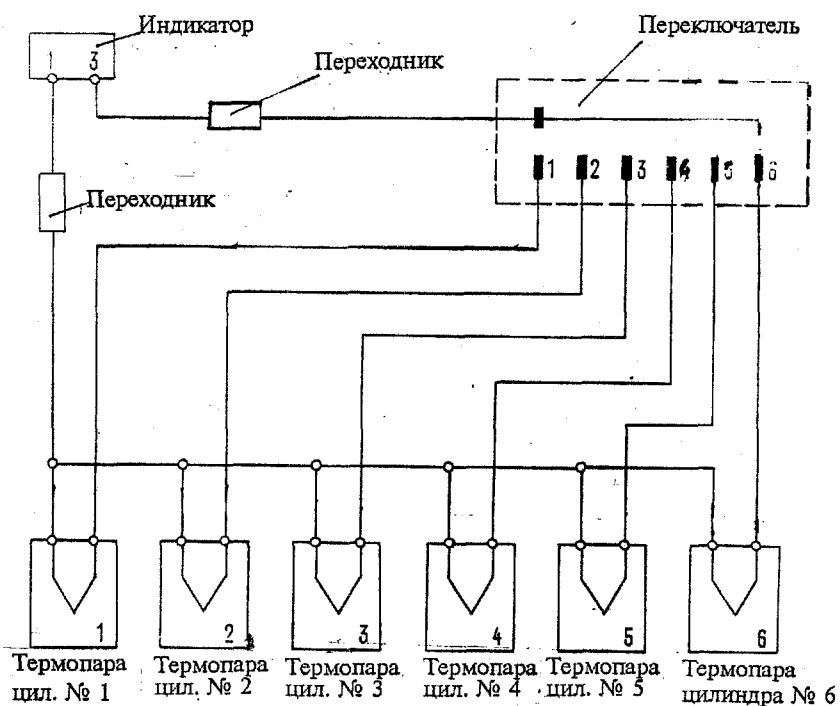 Индикатор
Переключатель
1 3
Переходник
1 2 3 4 5 6
Переходник
1 2 3 4 5 6
Термопара
цил. № 1
Термопара
цил. № 2
Термопара
цил. № 3
Термопара
цил. № 4
Термопара
цил. № 5
Термопара
цилиндра № 6